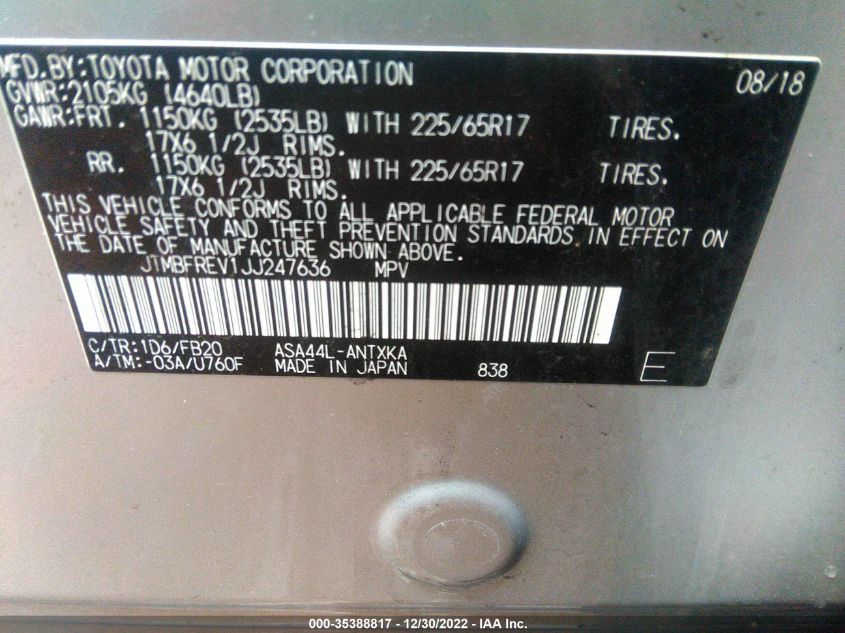 MFD.BY:TOYOTA MOTOR CORPORATION 08/18
GVWR:2105KG (4640LB)
GAWR:FRT. 1150KG (2535LB) WITH 225/65R17 TIRES.
17X6 1/2J RIMS.
RR. 1150KG (2535LB) WITH 225/65R17 TIRES.
17X6 1/2J RIMS.
THIS VEHICLE CONFORMS TO ALL APPLICABLE FEDERAL MOTOR
VEHICLE SAFETY AND THEFT PREVENTION STANDARDS IN EFFECT ON
THE DATE OF MANUFACTURE SHOWN ABOVE.
JTMBFREV1JJ247636 MPV
C/TR:1D6/FB20 ASA44L-ANTXKA
A/TM:-03A/U760F MADE IN JAPAN 838 E
000-35388817 - 12/30/2022 - IAA Inc.